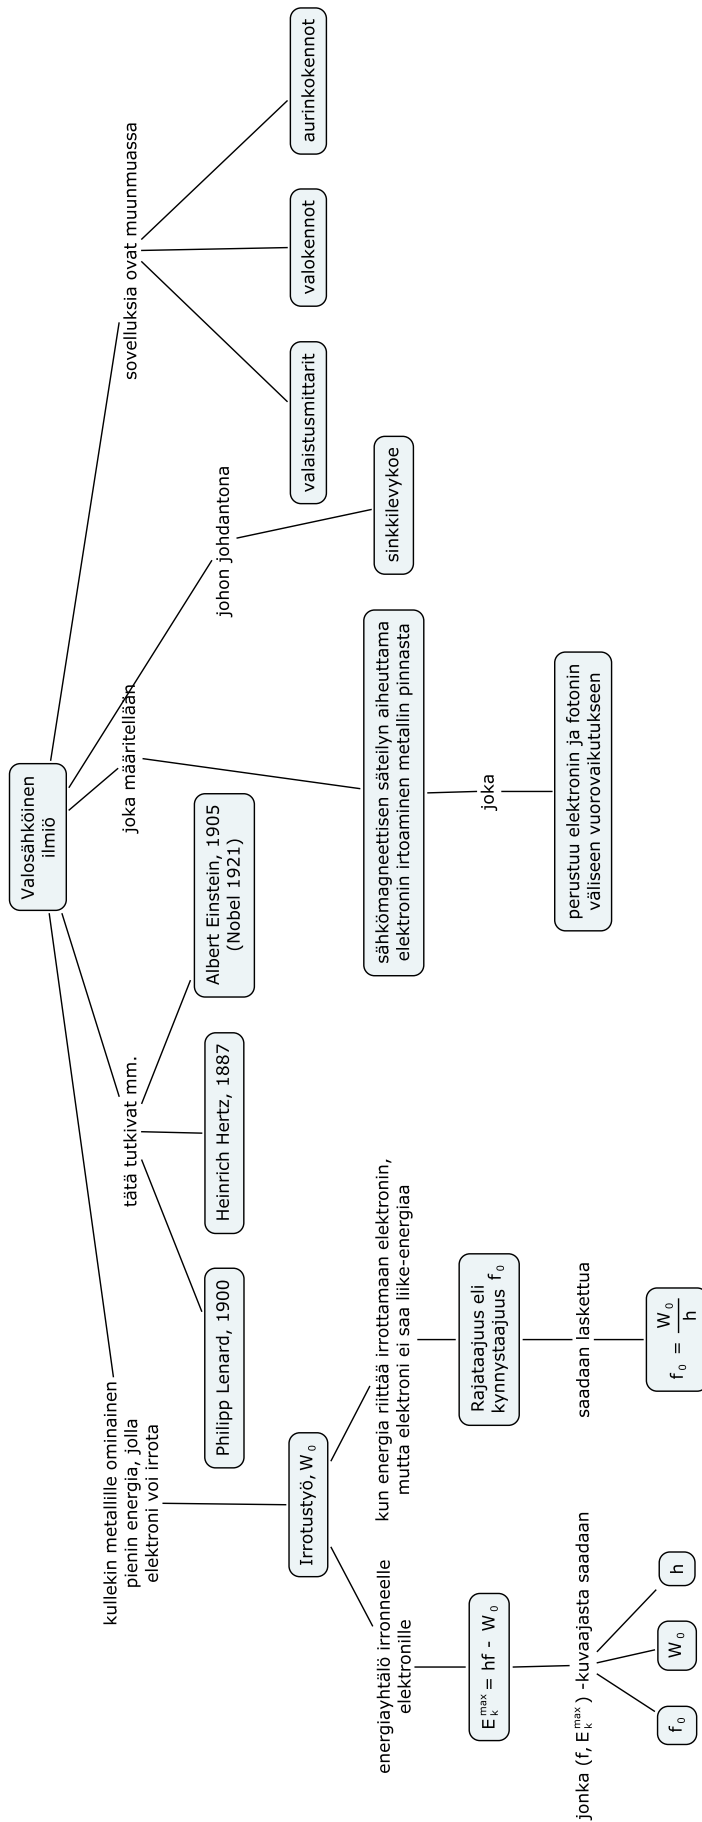 Valosähköinen
ilmiö
kullekin metallille ominainen
pienin energia, jolla
elektroni voi irrota
Irrotustyö, W₀
energiayhtälö irronneelle
elektronille
E_k^max = hf - W₀
jonka (f, E_k^max) -kuvaajasta saadaan
f₀
W₀
h
kun energia riittää irrottamaan elektronin,
mutta elektroni ei saa liike-energiaa
Rajataajuus eli
kynnystaajuus f₀
saadaan laskettua
f₀ = W₀/h
tätä tutkivat mm.
Philipp Lenard, 1900
Heinrich Hertz, 1887
Albert Einstein, 1905
(Nobel 1921)
joka määritellään
sähkömagneettisen säteilyn aiheuttama
elektronin irtoaminen metallin pinnasta
joka
perustuu elektronin ja fotonin
väliseen vuorovaikutukseen
johon johdantona
sinkkilevykoe
sovelluksia ovat muunmuassa
valaistusmittarit
valokennot
aurinkokennot